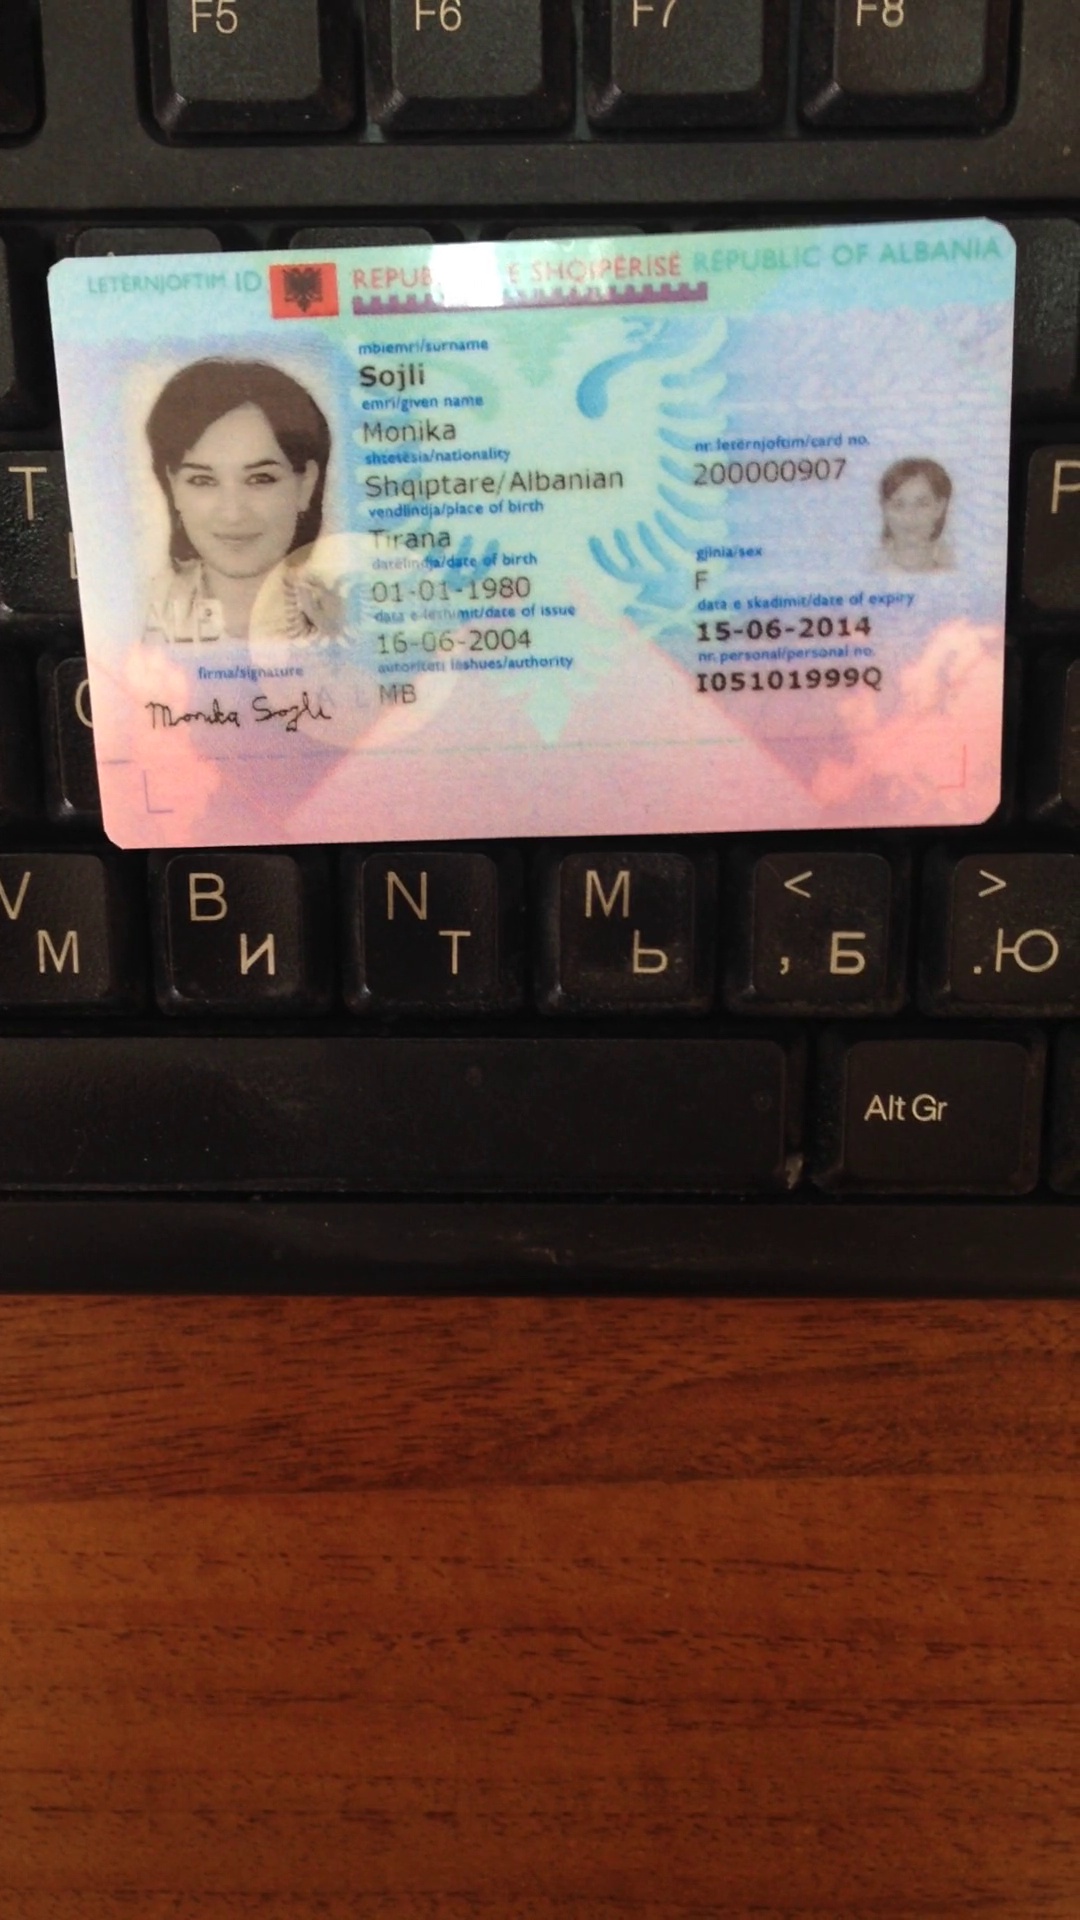 F5 F6 F7 F8
LETËRNJOFTIM ID REPUB E SHQIPËRISË REPUBLIC OF ALBANIA
mbiemri/surname
Sojli
emri/given name
Monika
shtetësia/nationality
Shqiptare/Albanian
vendlindja/place of birth
Tirana
datëlindja/date of birth
01-01-1980
data e lëshimit/date of issue
16-06-2004
autoriteti lëshues/authority
MB
nr. letërnjoftim/card no.
200000907
gjinia/sex
F
data e skadimit/date of expiry
15-06-2014
nr. personal/personal no.
I05101999Q
ALB
firma/signature
Monika Sojli
T P
V B N M < >
М И Т Ь , Б . Ю
Alt Gr